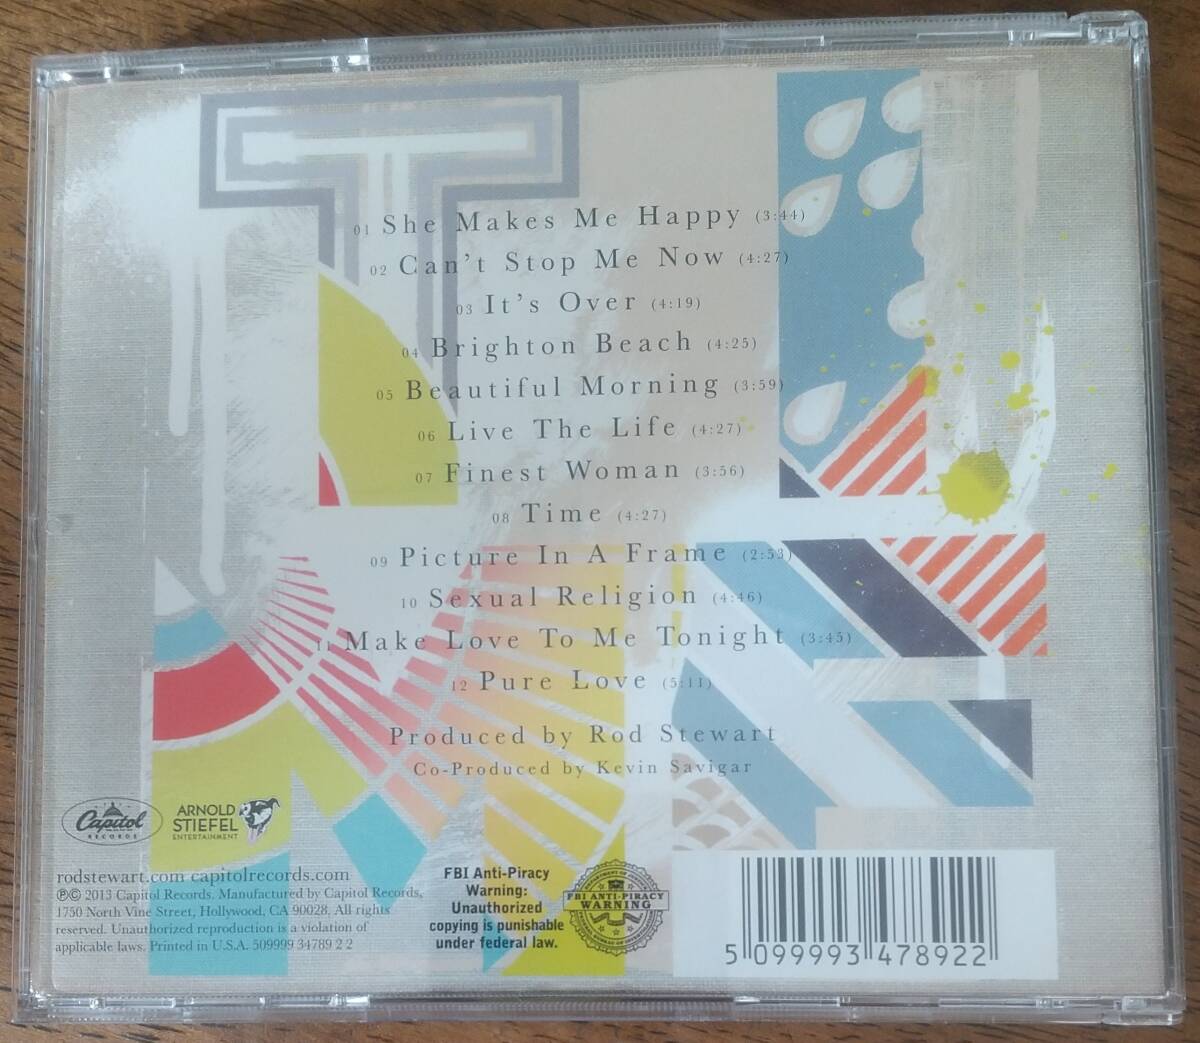 01 She Makes Me Happy (3:44)
02 Can't Stop Me Now (4:27)
03 It's Over (4:19)
04 Brighton Beach (4:25)
05 Beautiful Morning (3:59)
06 Live The Life (4:27)
07 Finest Woman (3:56)
08 Time (4:27)
09 Picture In A Frame (2:53)
10 Sexual Religion (4:46)
11 Make Love To Me Tonight (3:45)
12 Pure Love (5:11)
Produced by Rod Stewart
Co-Produced by Kevin Savigar
Capitol
RECORDS
ARNOLD
STIEFEL
ENTERTAINMENT
rodstewart.com capitolrecords.com
℗© 2013 Capitol Records. Manufactured by Capitol Records,
1750 North Vine Street, Hollywood, CA 90028. All rights
reserved. Unauthorized reproduction is a violation of
applicable laws. Printed in U.S.A. 509999 34789 2 2
FBI Anti-Piracy
Warning:
Unauthorized
copying is punishable
under federal law.
FBI ANTI-PIRACY
WARNING
5 099993 478922